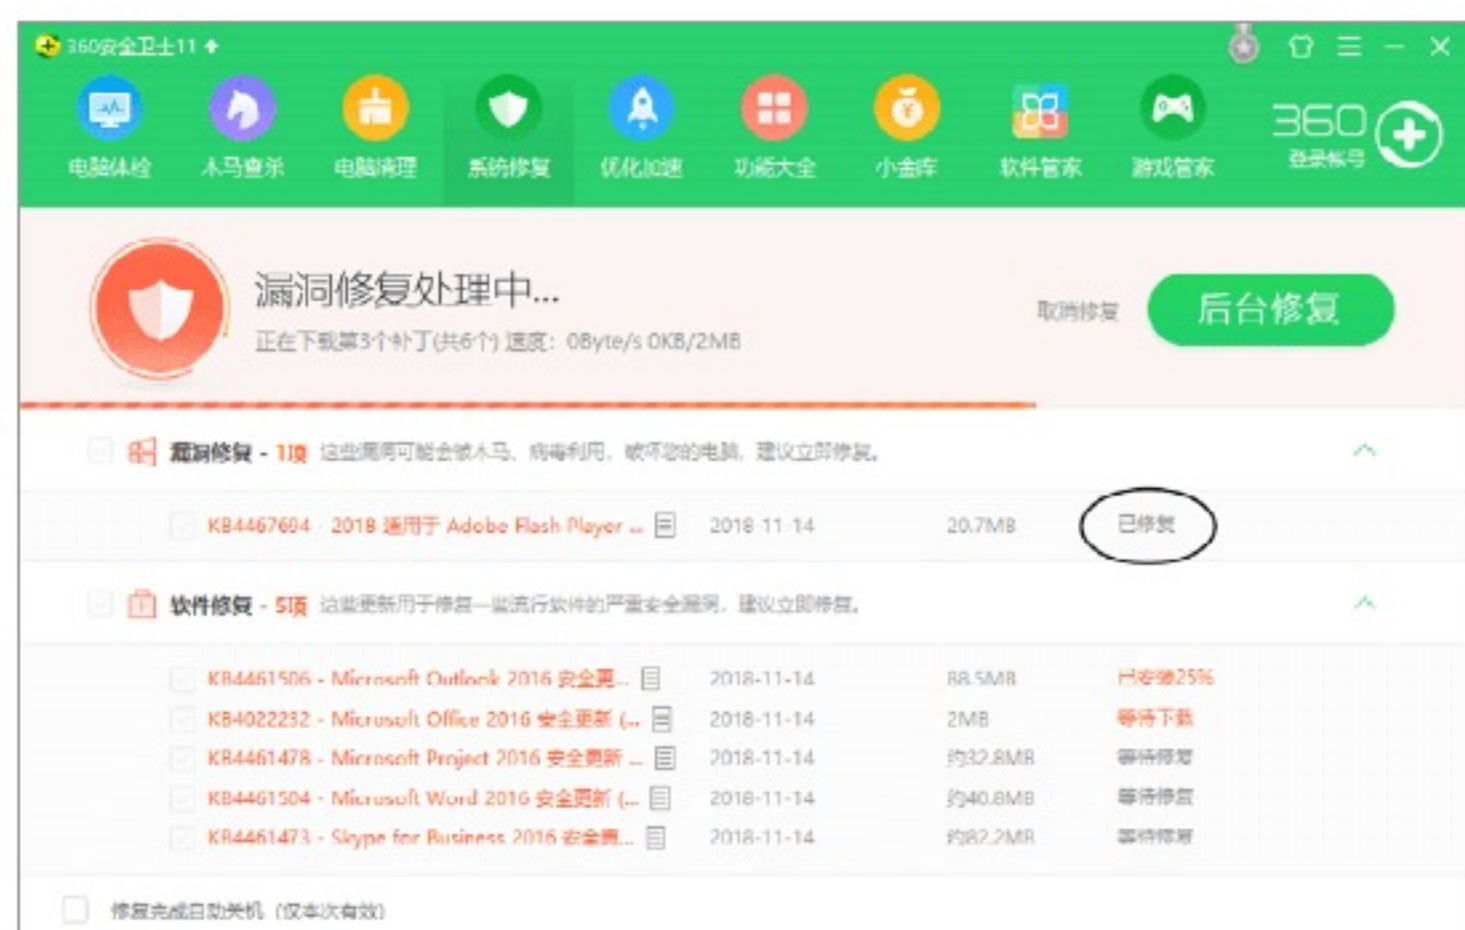 360安全卫士11
电脑体检 木马查杀 电脑清理 系统修复 优化加速 功能大全 小金库 软件管家 游戏管家
360
登录帐号
漏洞修复处理中...
正在下载第3个补丁(共6个) 速度: 0Byte/s 0KB/2MB
取消修复 后台修复
漏洞修复 - 1项 这些漏洞可能会被木马、病毒利用，破坏您的电脑，建议立即修复。
KB4467694 - 2018 适用于 Adobe Flash Player ... 2018-11-14 20.7MB 已修复
软件修复 - 5项 这些更新用于修复一些流行软件的严重安全漏洞，建议立即修复。
KB4461506 - Microsoft Outlook 2016 安全更... 2018-11-14 88.5MB 已安装25%
KB4022232 - Microsoft Office 2016 安全更新 (... 2018-11-14 2MB 等待下载
KB4461478 - Microsoft Project 2016 安全更新 ... 2018-11-14 约32.8MB 等待修复
KB4461504 - Microsoft Word 2016 安全更新 (... 2018-11-14 约40.8MB 等待修复
KB4461473 - Skype for Business 2016 安全更... 2018-11-14 约82.2MB 等待修复
修复完成自动关机（仅本次有效）